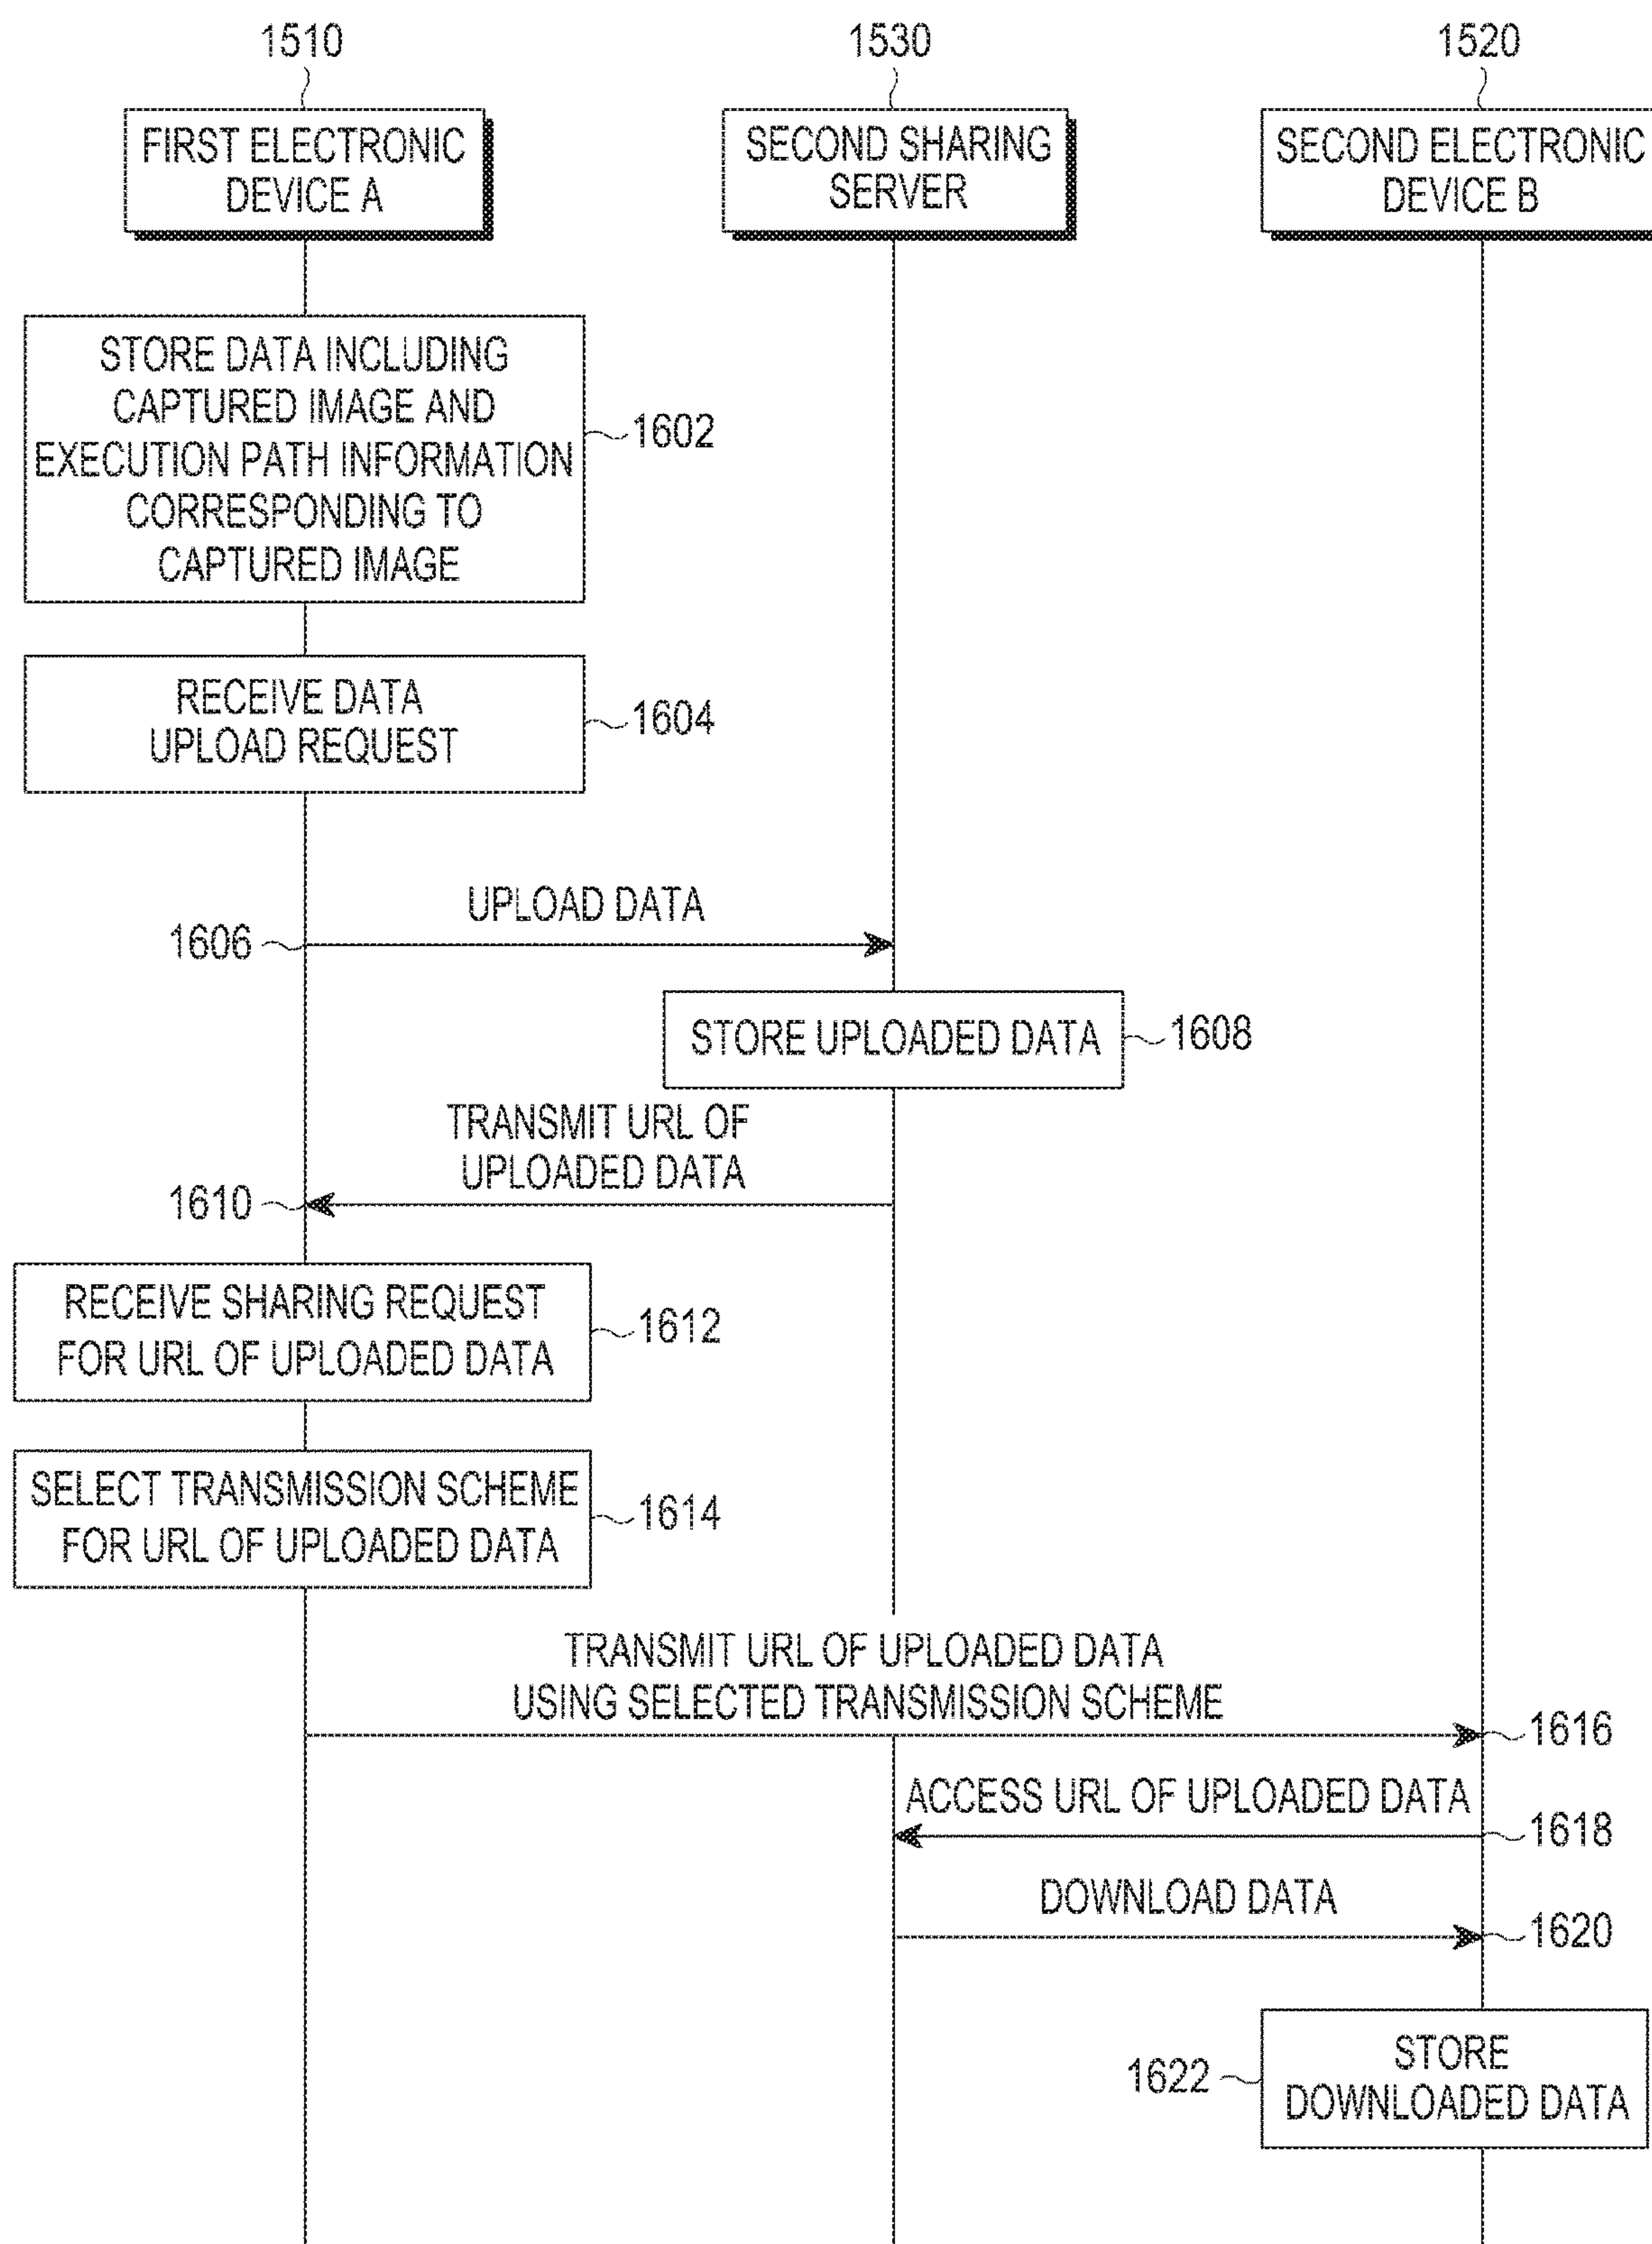 1510
1530
1520
FIRST ELECTRONIC
DEVICE A
SECOND SHARING
SERVER
SECOND ELECTRONIC
DEVICE B
STORE DATA INCLUDING
CAPTURED IMAGE AND
EXECUTION PATH INFORMATION
CORRESPONDING TO
CAPTURED IMAGE
1602
RECEIVE DATA
UPLOAD REQUEST
1604
UPLOAD DATA
1606
STORE UPLOADED DATA
1608
TRANSMIT URL OF
UPLOADED DATA
1610
RECEIVE SHARING REQUEST
FOR URL OF UPLOADED DATA
1612
SELECT TRANSMISSION SCHEME
FOR URL OF UPLOADED DATA
1614
TRANSMIT URL OF UPLOADED DATA
USING SELECTED TRANSMISSION SCHEME
1616
ACCESS URL OF UPLOADED DATA
1618
DOWNLOAD DATA
1620
STORE
DOWNLOADED DATA
1622